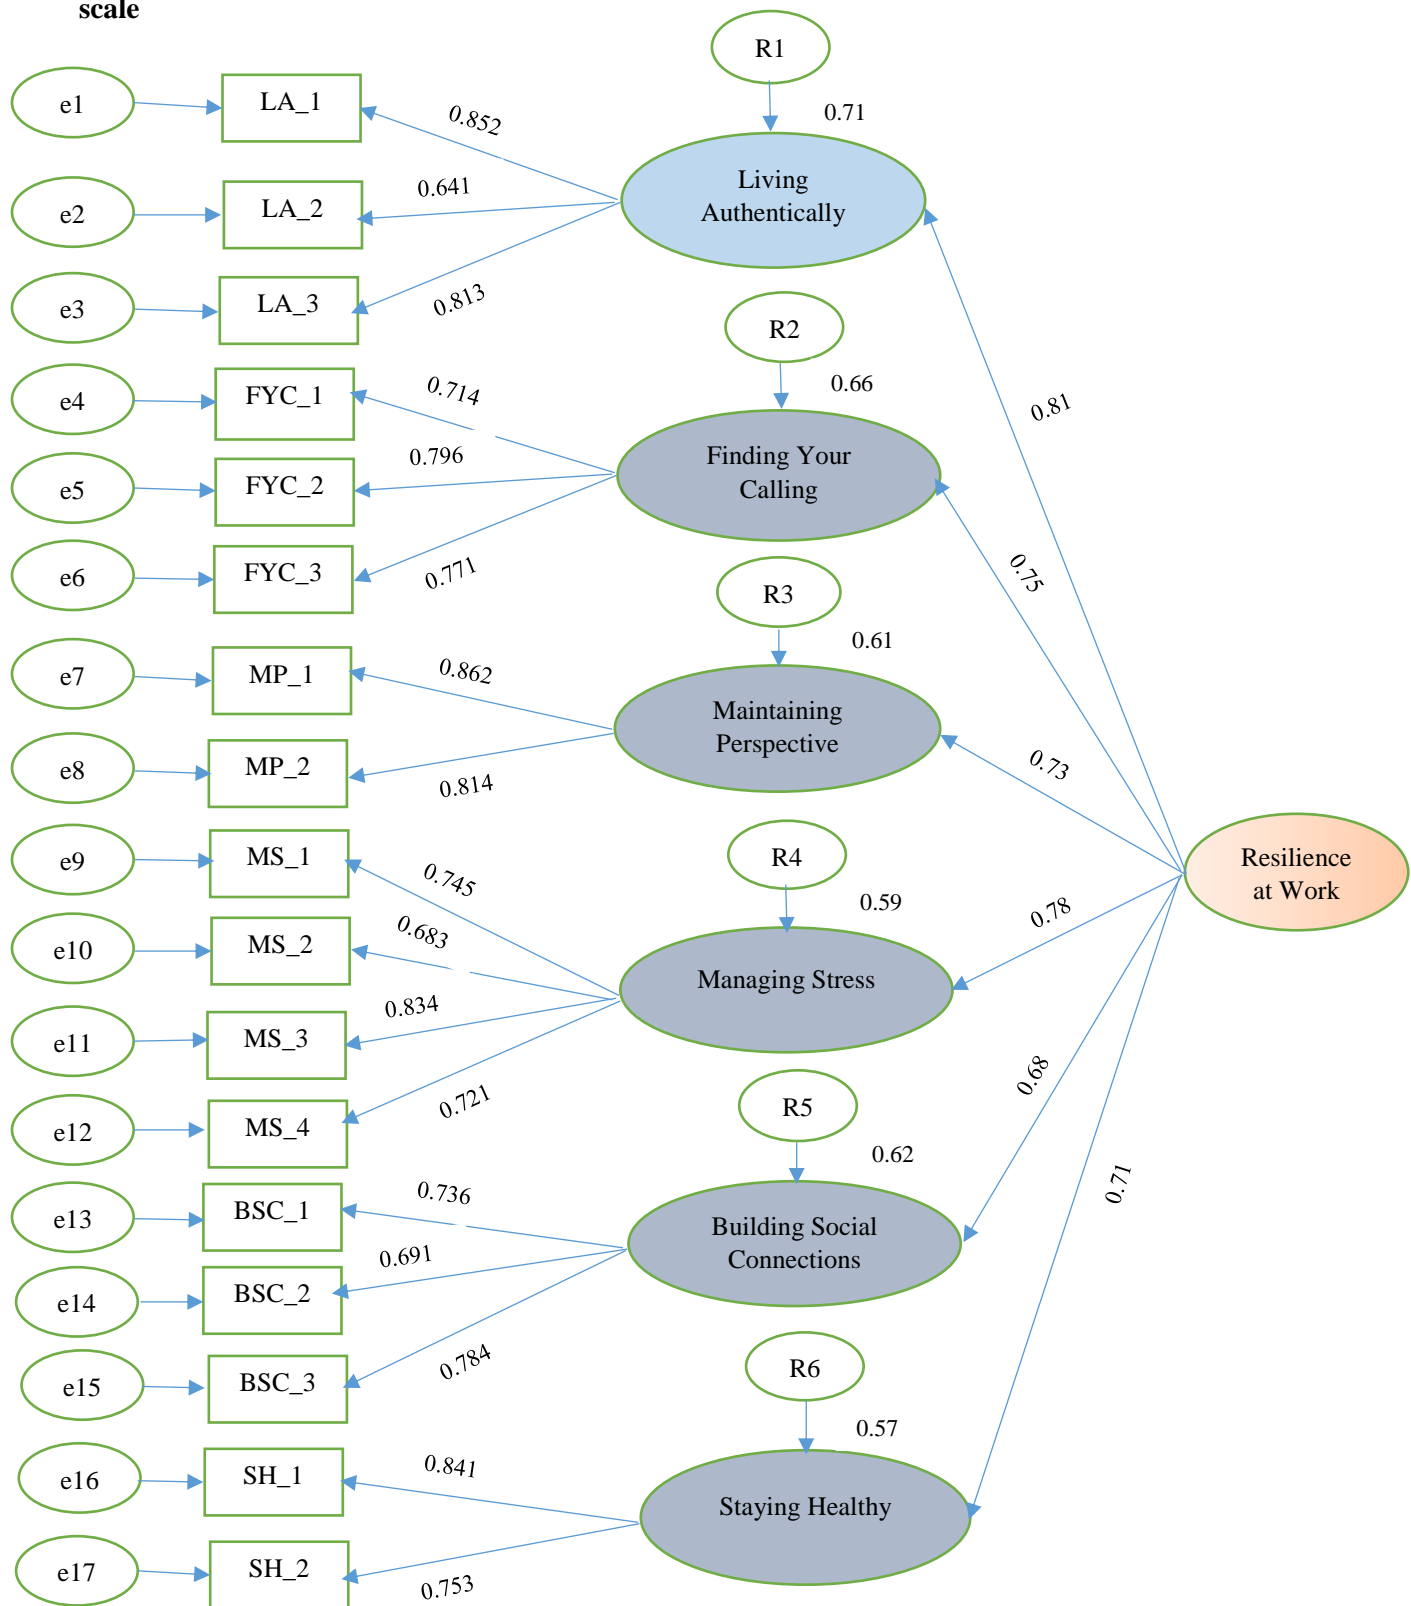 scale
R1
e1
LA_1
0.852
0.71
Living
Authentically
e2
LA_2
0.641
e3
LA_3
0.813
R2
0.66
e4
FYC_1
0.714
0.81
Finding Your
Calling
e5
FYC_2
0.796
e6
FYC_3
0.771
0.75
R3
0.61
e7
MP_1
0.862
Maintaining
Perspective
e8
MP_2
0.814
0.73
R4
0.59
e9
MS_1
0.745
Resilience
at Work
e10
MS_2
0.683
0.78
Managing Stress
e11
MS_3
0.834
e12
MS_4
0.721
0.68
R5
0.62
e13
BSC_1
0.736
0.71
Building Social
Connections
e14
BSC_2
0.691
e15
BSC_3
0.784
R6
0.57
e16
SH_1
0.841
Staying Healthy
e17
SH_2
0.753